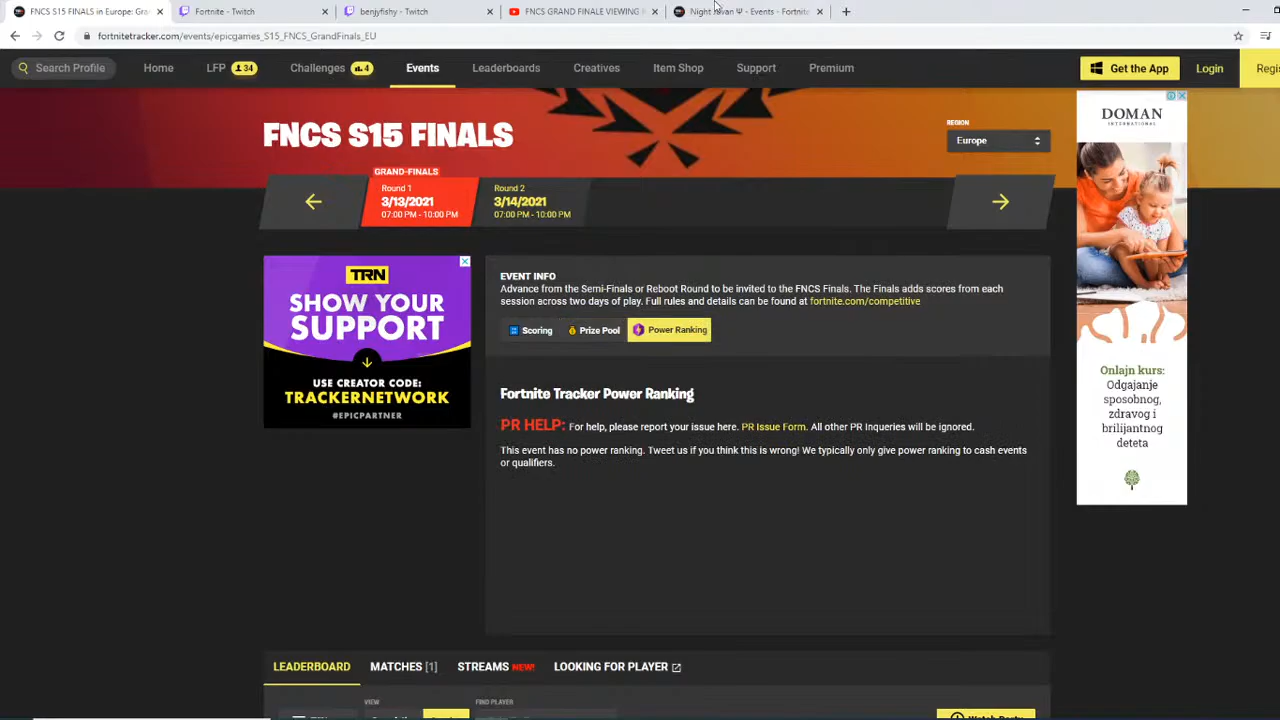 FNCS S15 FINALS in Europe: Gra
Fortnite - Twitch
benjyfishy - Twitch
FNCS GRAND FINALE VIEWING
Events - Fortnite
fortnitetracker.com/events/epicgames_S15_FNCS_GrandFinals_EU
Search Profile
Home
LFP 34
Challenges 4
Events
Leaderboards
Creatives
Item Shop
Support
Premium
Get the App
Login
Regi
FNCS S15 FINALS
REGION
Europe
GRAND-FINALS
Round 1
3/13/2021
07:00 PM - 10:00 PM
Round 2
3/14/2021
07:00 PM - 10:00 PM
TRN
SHOW YOUR
SUPPORT
USE CREATOR CODE:
TRACKERNETWORK
#EPICPARTNER
EVENT INFO
Advance from the Semi-Finals or Reboot Round to be invited to the FNCS Finals. The Finals adds scores from each
session across two days of play. Full rules and details can be found at fortnite.com/competitive
Scoring
Prize Pool
Power Ranking
Fortnite Tracker Power Ranking
PR HELP: For help, please report your issue here. PR Issue Form. All other PR Inqueries will be ignored.
This event has no power ranking. Tweet us if you think this is wrong! We typically only give power ranking to cash events
or qualifiers.
DOMAN
INTERNATIONAL
Onlajn kurs:
Odgajanje
sposobnog,
zdravog i
brilijantnog
deteta
LEADERBOARD
MATCHES [1]
STREAMS NEW!
LOOKING FOR PLAYER
VIEW
FIND PLAYER
Watch Party